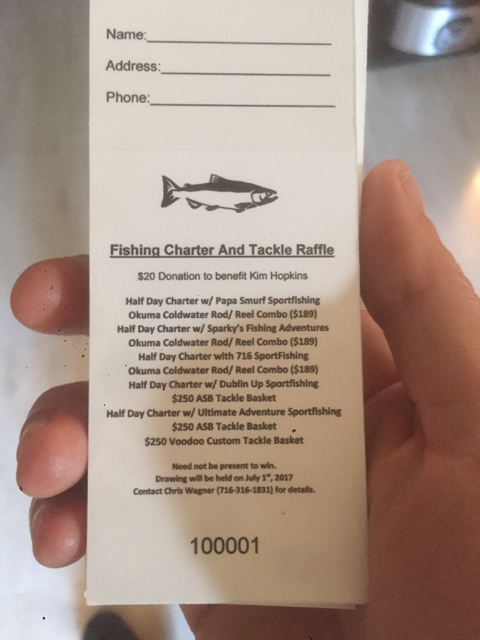 Name:
Address:
Phone:
Fishing Charter And Tackle Raffle
$20 Donation to benefit Kim Hopkins
Half Day Charter w/ Papa Smurf Sportfishing
Okuma Coldwater Rod/ Reel Combo ($189)
Half Day Charter w/ Sparky's Fishing Adventures
Okuma Coldwater Rod/ Reel Combo ($189)
Half Day Charter with 716 SportFishing
Okuma Coldwater Rod/ Reel Combo ($189)
Half Day Charter w/ Dublin Up Sportfishing
$250 ASB Tackle Basket
Half Day Charter w/ Ultimate Adventure Sportfishing
$250 ASB Tackle Basket
$250 Voodoo Custom Tackle Basket
Need not be present to win.
Drawing will be held on July 1st, 2017
Contact Chris Wagner (716-316-1831) for details.
100001